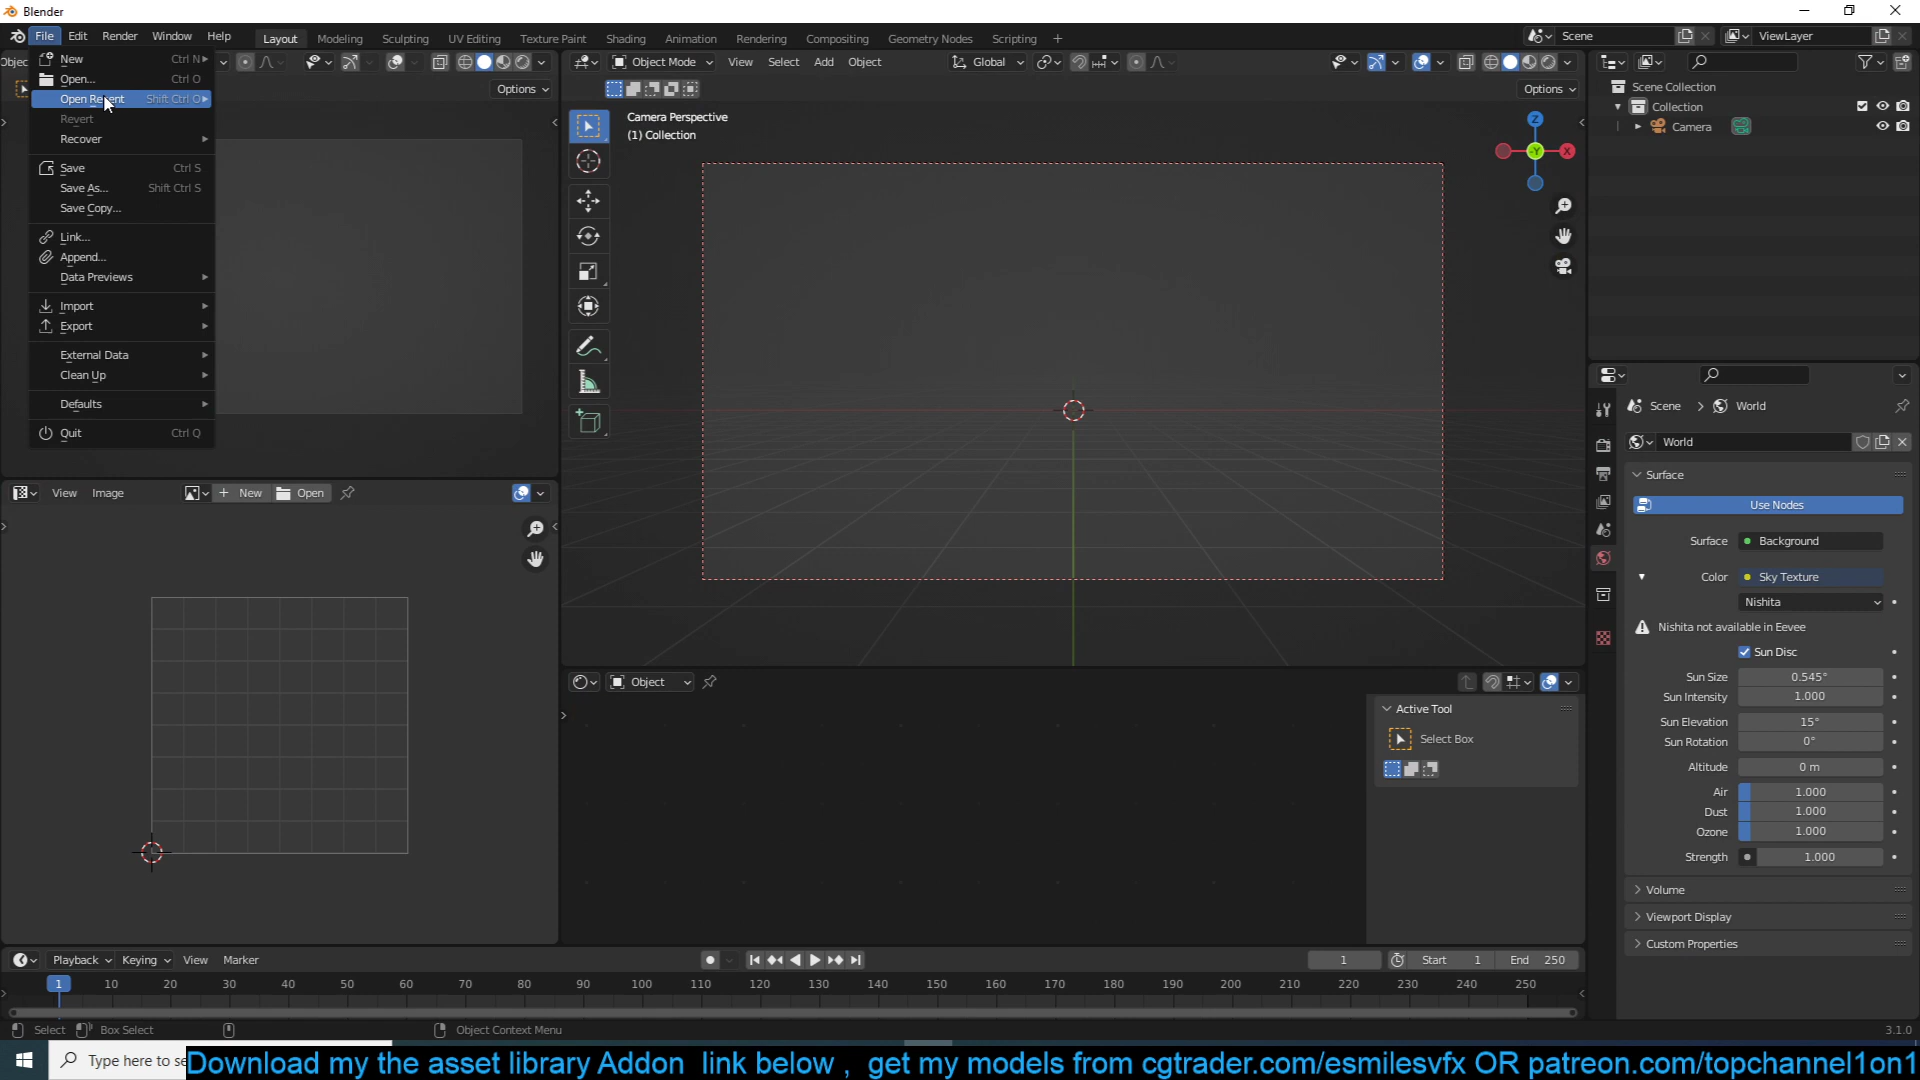 Blender
File Edit Render Window Help
Layout Modeling Sculpting UV Editing Texture Paint Shading Animation Rendering Compositing Geometry Nodes Scripting
Scene
ViewLayer
New Ctrl N
Open... Ctrl O
Open Recent Shift Ctrl O
Revert
Recover
Save Ctrl S
Save As... Shift Ctrl S
Save Copy...
Link...
Append...
Data Previews
Import
Export
External Data
Clean Up
Defaults
Quit Ctrl Q
Options
Object Mode View Select Add Object
Global
Options
Camera Perspective
(1) Collection
Z
-Y
X
Scene Collection
Collection
Camera
View Image
New
Open
Object
Active Tool
Select Box
Scene > World
World
Surface
Use Nodes
Surface Background
Color Sky Texture
Nishita
Nishita not available in Eevee
Sun Disc
Sun Size 0.545°
Sun Intensity 1.000
Sun Elevation 15°
Sun Rotation 0°
Altitude 0 m
Air 1.000
Dust 1.000
Ozone 1.000
Strength 1.000
Volume
Viewport Display
Custom Properties
Playback Keying View Marker
1
Start 1
End 250
1 10 20 30 40 50 60 70 80 90 100 110 120 130 140 150 160 170 180 190 200 210 220 230 240 250
Select
Box Select
Object Context Menu
3.1.0
Type here to se
Download my the asset library Addon link below , get my models from cgtrader.com/esmilesvfx OR patreon.com/topchannel1on1